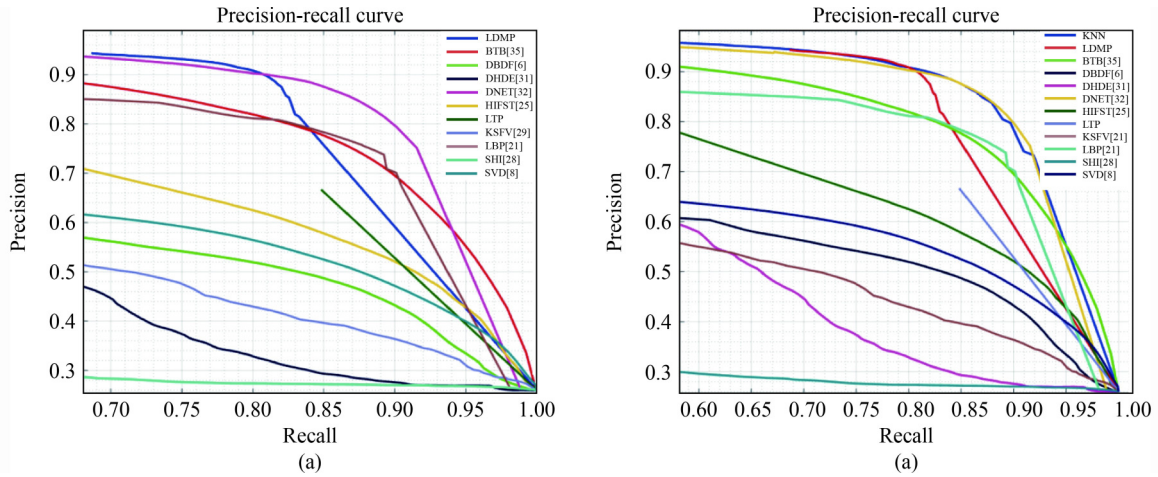 Precision-recall curve
LDMP
BTB[35]
DBDF[6]
DHDE[31]
DNET[32]
HIFST[25]
LTP
KSFV[29]
LBP[21]
SHI[28]
SVD[8]
Precision
0.9
0.8
0.7
0.6
0.5
0.4
0.3
0.70 0.75 0.80 0.85 0.90 0.95 1.00
Recall
(a)
Precision-recall curve
KNN
LDMP
BTB[35]
DBDF[6]
DHDE[31]
DNET[32]
HIFST[25]
LTP
KSFV[21]
LBP[21]
SHI[28]
SVD[8]
Precision
0.9
0.8
0.7
0.6
0.5
0.4
0.3
0.60 0.65 0.70 0.75 0.80 0.85 0.90 0.95 1.00
Recall
(a)